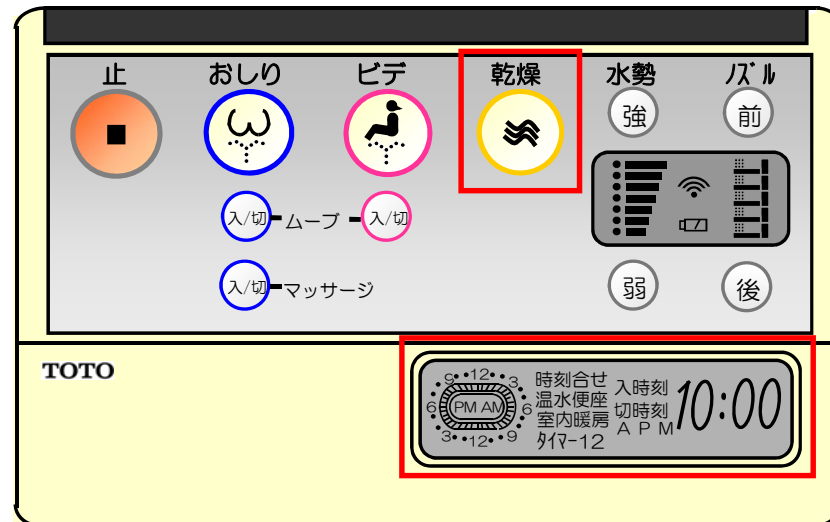 止 おしり ビデ 乾燥 水勢 ノズル
強 前
入/切 ムーブ 入/切
入/切 マッサージ
弱 後
TOTO
9 12 3
6 PM AM 6
3 12 9
時刻合せ
温水便座
室内暖房
タイマー12
入時刻
切時刻
A P M
10:00